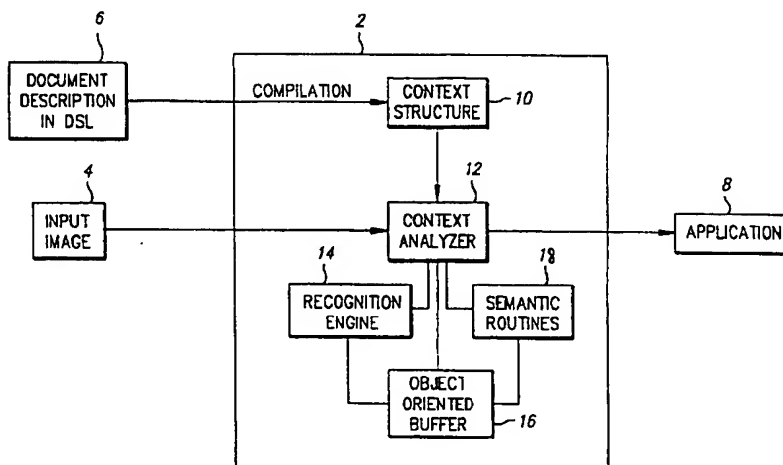 6
2
DOCUMENT
DESCRIPTION
IN DSL
COMPILATION
CONTEXT
STRUCTURE
10
4
12
8
INPUT
IMAGE
CONTEXT
ANALYZER
APPLICATION
14
18
RECOGNITION
ENGINE
SEMANTIC
ROUTINES
OBJECT
ORIENTED
BUFFER
16